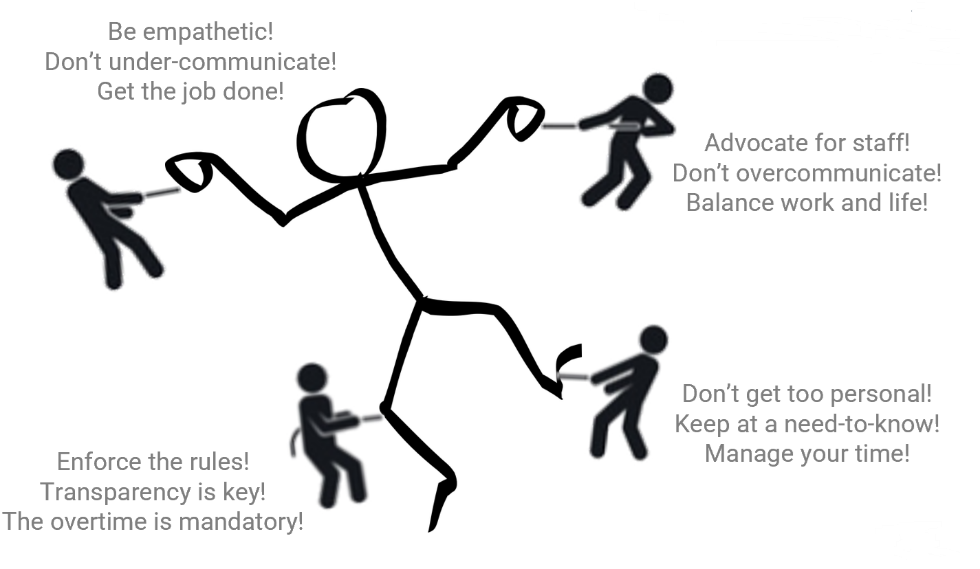 Be empathetic!
Don't under-communicate!
Get the job done!
Advocate for staff!
Don't overcommunicate!
Balance work and life!
Don't get too personal!
Keep at a need-to-know!
Manage your time!
Enforce the rules!
Transparency is key!
The overtime is mandatory!